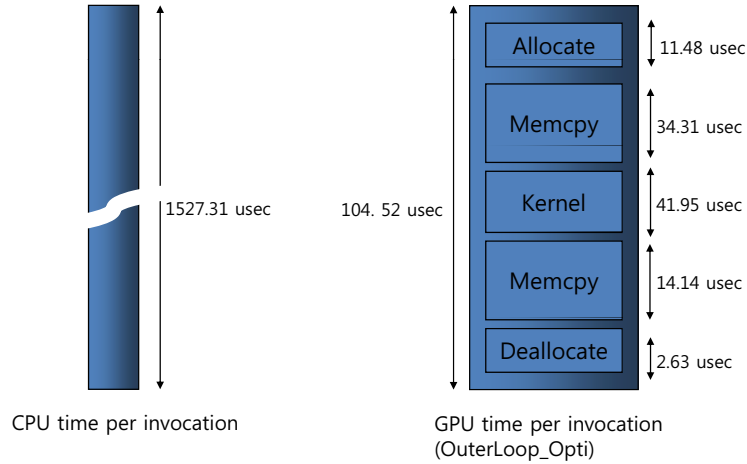 Allocate
11.48 usec
Memcpy
34.31 usec
1527.31 usec
104. 52 usec
Kernel
41.95 usec
Memcpy
14.14 usec
Deallocate
2.63 usec
CPU time per invocation
GPU time per invocation
(OuterLoop_Opti)